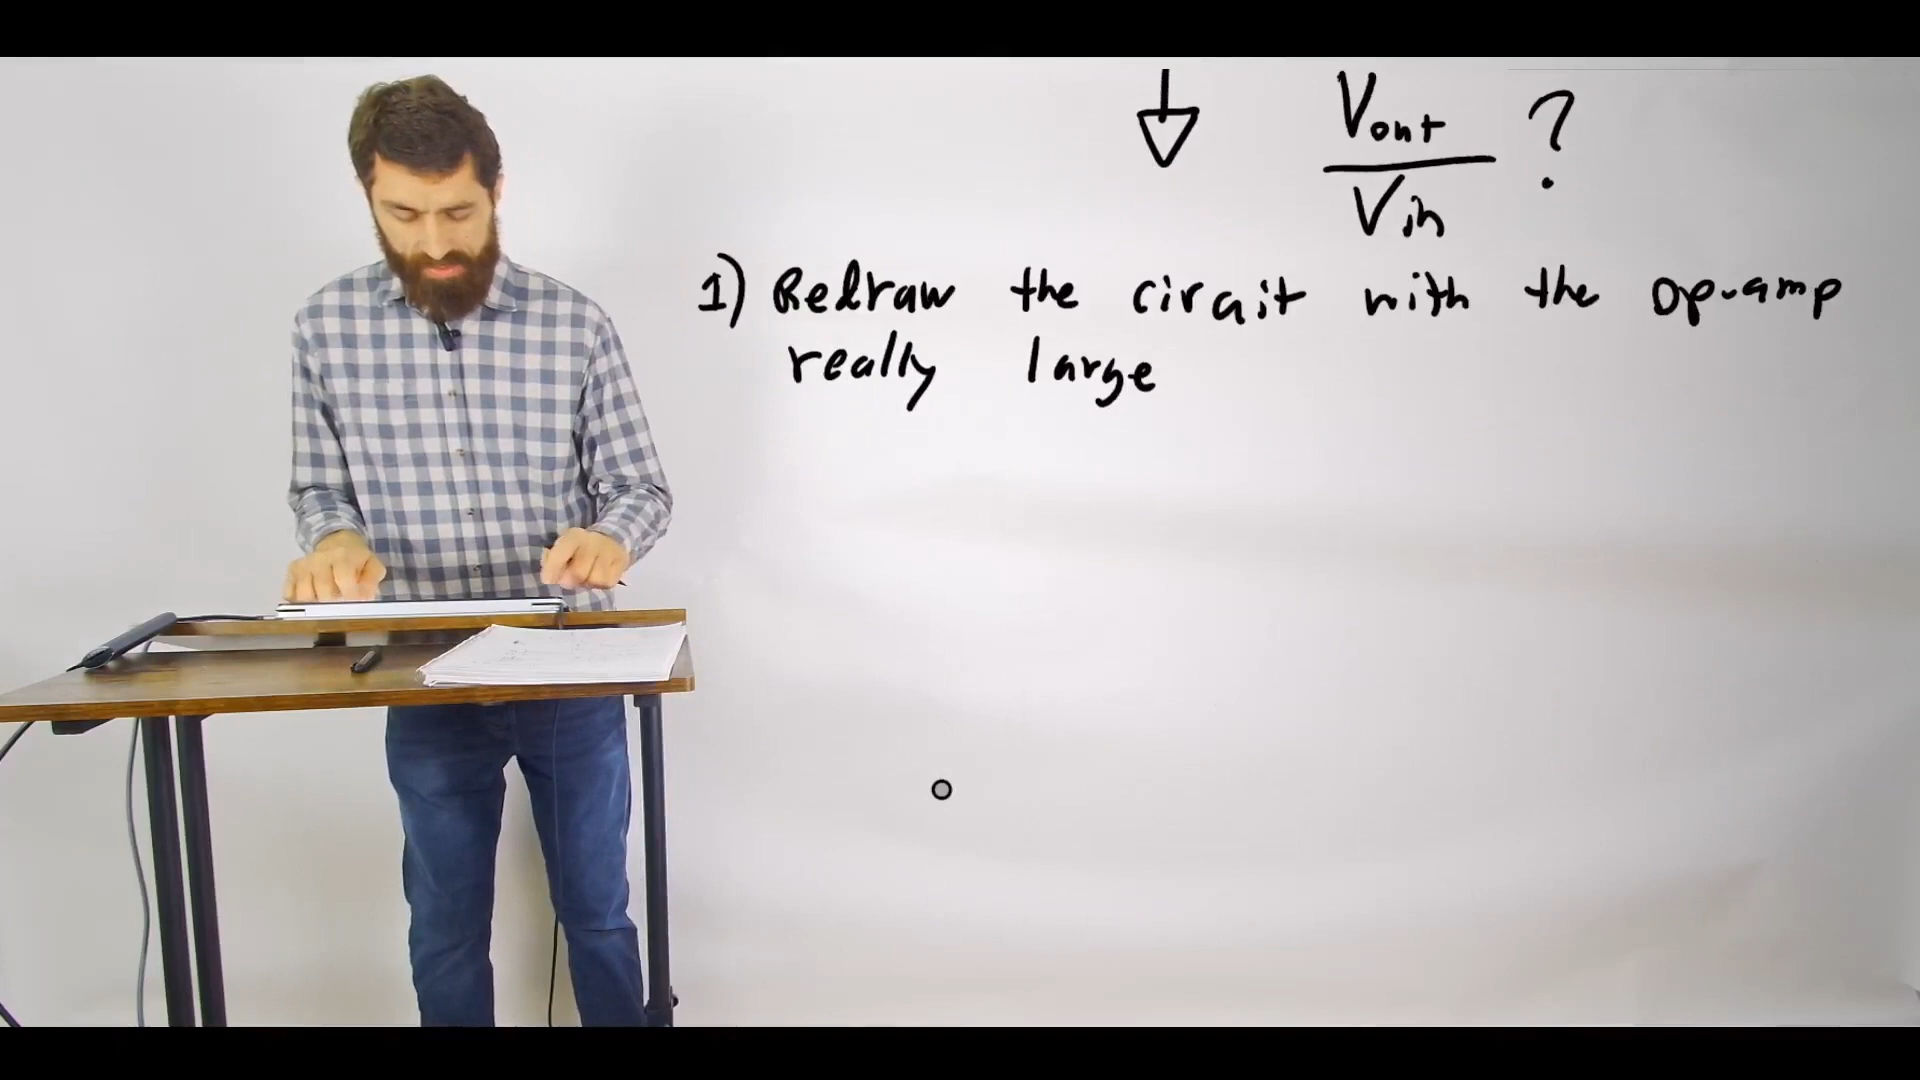 Vout
Vin
?
1) Redraw the circuit with the op-amp
really large